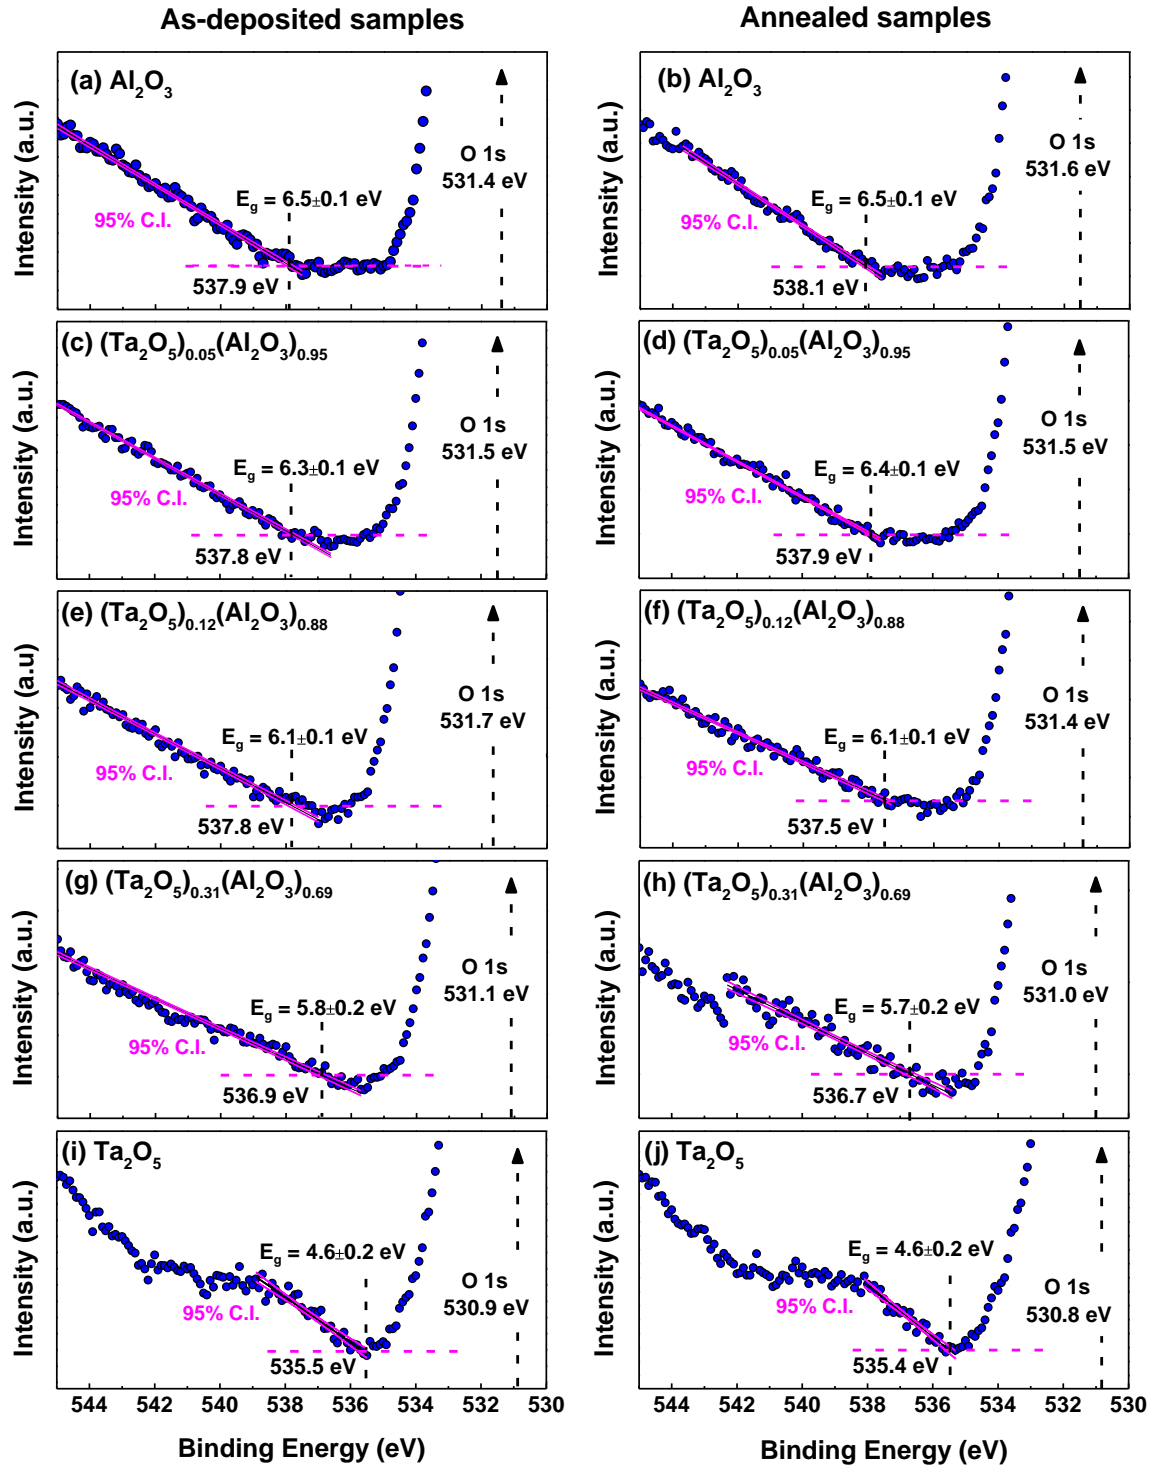 As-deposited samples
Annealed samples
Intensity (a.u.)
(a) Al₂O₃
O 1s
531.4 eV
E_g = 6.5±0.1 eV
95% C.I.
537.9 eV
Intensity (a.u.)
(b) Al₂O₃
O 1s
531.6 eV
E_g = 6.5±0.1 eV
95% C.I.
538.1 eV
Intensity (a.u.)
(c) (Ta₂O₅)₀.₀₅(Al₂O₃)₀.₉₅
O 1s
531.5 eV
E_g = 6.3±0.1 eV
95% C.I.
537.8 eV
Intensity (a.u.)
(d) (Ta₂O₅)₀.₀₅(Al₂O₃)₀.₉₅
O 1s
531.5 eV
E_g = 6.4±0.1 eV
95% C.I.
537.9 eV
Intensity (a.u)
(e) (Ta₂O₅)₀.₁₂(Al₂O₃)₀.₈₈
O 1s
531.7 eV
E_g = 6.1±0.1 eV
95% C.I.
537.8 eV
Intensity (a.u.)
(f) (Ta₂O₅)₀.₁₂(Al₂O₃)₀.₈₈
O 1s
531.4 eV
E_g = 6.1±0.1 eV
95% C.I.
537.5 eV
Intensity (a.u.)
(g) (Ta₂O₅)₀.₃₁(Al₂O₃)₀.₆₉
O 1s
531.1 eV
E_g = 5.8±0.2 eV
95% C.I.
536.9 eV
Intensity (a.u.)
(h) (Ta₂O₅)₀.₃₁(Al₂O₃)₀.₆₉
O 1s
531.0 eV
E_g = 5.7±0.2 eV
95% C.I.
536.7 eV
Intensity (a.u.)
(i) Ta₂O₅
E_g = 4.6±0.2 eV
O 1s
530.9 eV
95% C.I.
535.5 eV
Intensity (a.u.)
(j) Ta₂O₅
E_g = 4.6±0.2 eV
O 1s
530.8 eV
95% C.I.
535.4 eV
544 542 540 538 536 534 532 530
544 542 540 538 536 534 532 530
Binding Energy (eV)
Binding Energy (eV)